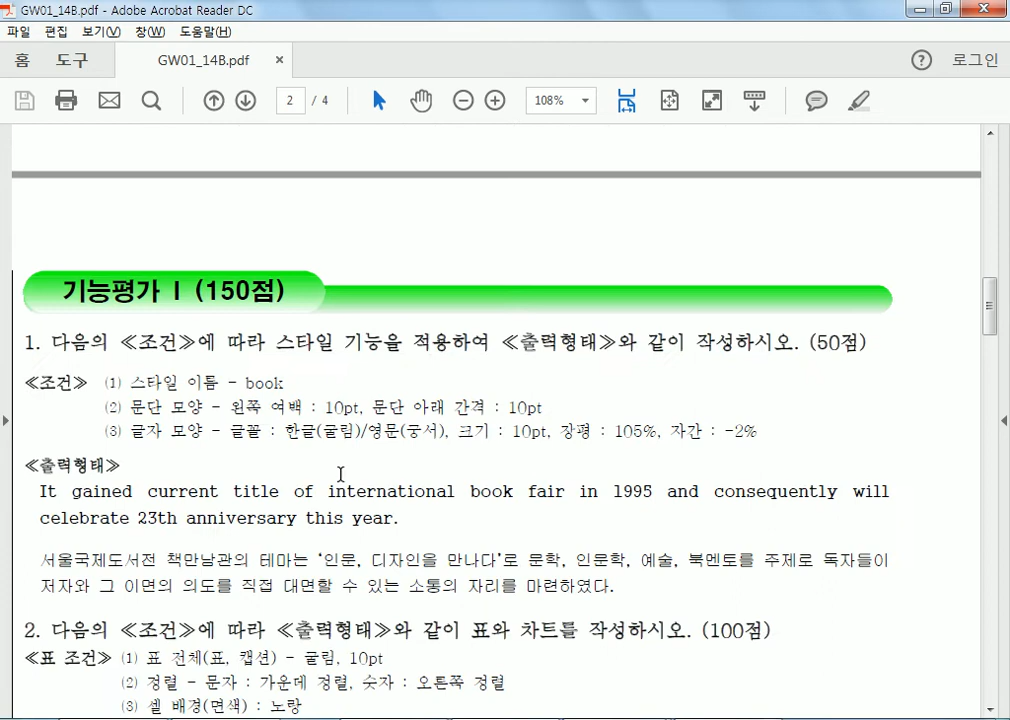 GW01_14B.pdf - Adobe Acrobat Reader DC
파일 편집 보기(V) 창(W) 도움말(H)
홈 도구 GW01_14B.pdf × ? 로그인
2 / 4 108%
기능평가 Ⅰ (150점)
1. 다음의 ≪조건≫에 따라 스타일 기능을 적용하여 ≪출력형태≫와 같이 작성하시오. (50점)
≪조건≫ (1) 스타일 이름 - book
(2) 문단 모양 - 왼쪽 여백 : 10pt, 문단 아래 간격 : 10pt
(3) 글자 모양 - 글꼴 : 한글(굴림)/영문(궁서), 크기 : 10pt, 장평 : 105%, 자간 : -2%
≪출력형태≫
It gained current title of international book fair in 1995 and consequently will
celebrate 23th anniversary this year.
서울국제도서전 책만남관의 테마는 '인문, 디자인을 만나다'로 문학, 인문학, 예술, 북멘토를 주제로 독자들이
저자와 그 이면의 의도를 직접 대면할 수 있는 소통의 자리를 마련하였다.
2. 다음의 ≪조건≫에 따라 ≪출력형태≫와 같이 표와 차트를 작성하시오. (100점)
≪표 조건≫ (1) 표 전체(표, 캡션) - 굴림, 10pt
(2) 정렬 - 문자 : 가운데 정렬, 숫자 : 오른쪽 정렬
(3) 셀 배경(면색) : 노랑